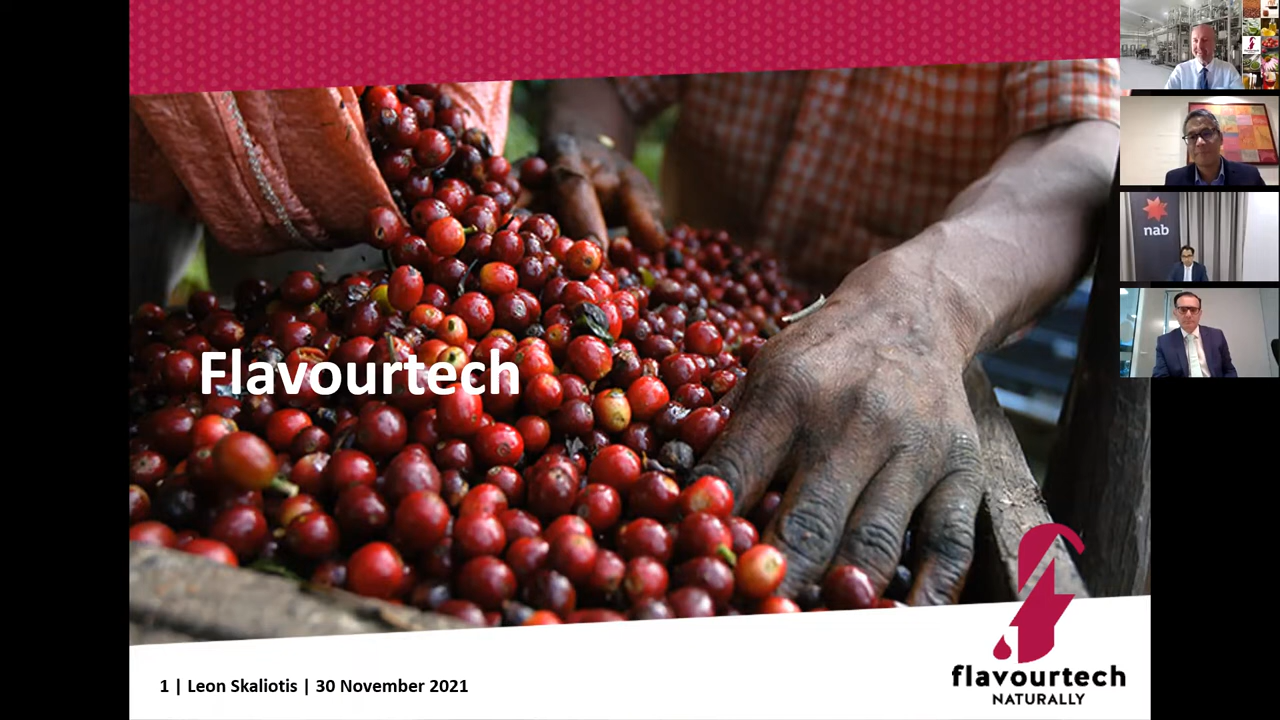 nab
Flavourtech
1 | Leon Skaliotis | 30 November 2021
flavourtech
NATURALLY